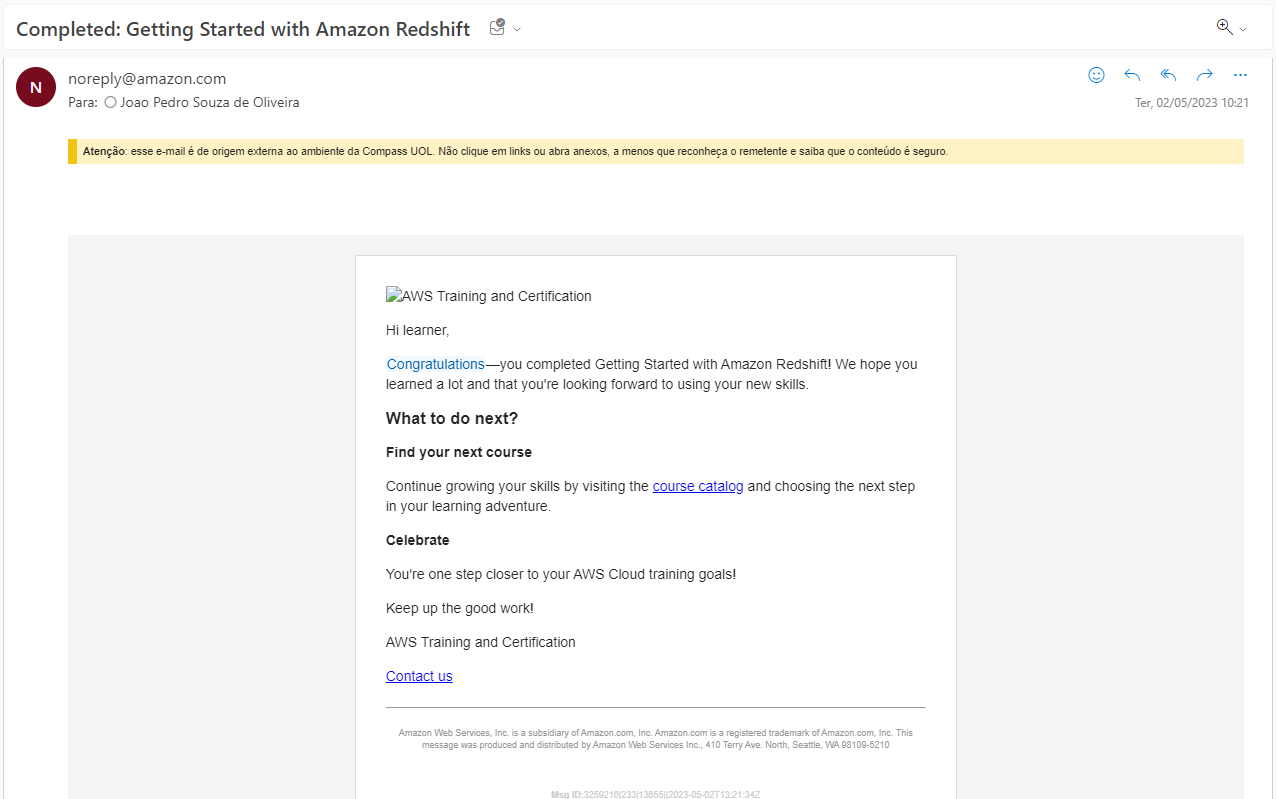 Completed: Getting Started with Amazon Redshift
N
noreply@amazon.com
Para: Joao Pedro Souza de Oliveira
Ter, 02/05/2023 10:21
Atenção: esse e-mail é de origem externa ao ambiente da Compass UOL. Não clique em links ou abra anexos, a menos que reconheça o remetente e saiba que o conteúdo é seguro.
AWS Training and Certification
Hi learner,
Congratulations—you completed Getting Started with Amazon Redshift! We hope you
learned a lot and that you're looking forward to using your new skills.
What to do next?
Find your next course
Continue growing your skills by visiting the course catalog and choosing the next step
in your learning adventure.
Celebrate
You're one step closer to your AWS Cloud training goals!
Keep up the good work!
AWS Training and Certification
Contact us
Amazon Web Services, Inc. is a subsidiary of Amazon.com, Inc. Amazon.com is a registered trademark of Amazon.com, Inc. This
message was produced and distributed by Amazon Web Services Inc., 410 Terry Ave. North, Seattle, WA 98109-5210
Msg ID:3259216|233|13655||2023-05-02T13:21:34Z